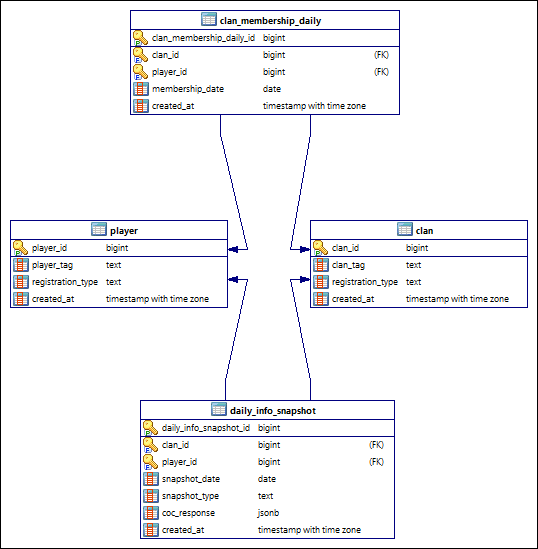 clan_membership_daily
clan_membership_daily_id bigint
clan_id bigint (FK)
player_id bigint (FK)
membership_date date
created_at timestamp with time zone
player
player_id bigint
player_tag text
registration_type text
created_at timestamp with time zone
clan
clan_id bigint
clan_tag text
registration_type text
created_at timestamp with time zone
daily_info_snapshot
daily_info_snapshot_id bigint
clan_id bigint (FK)
player_id bigint (FK)
snapshot_date date
snapshot_type text
coc_response jsonb
created_at timestamp with time zone